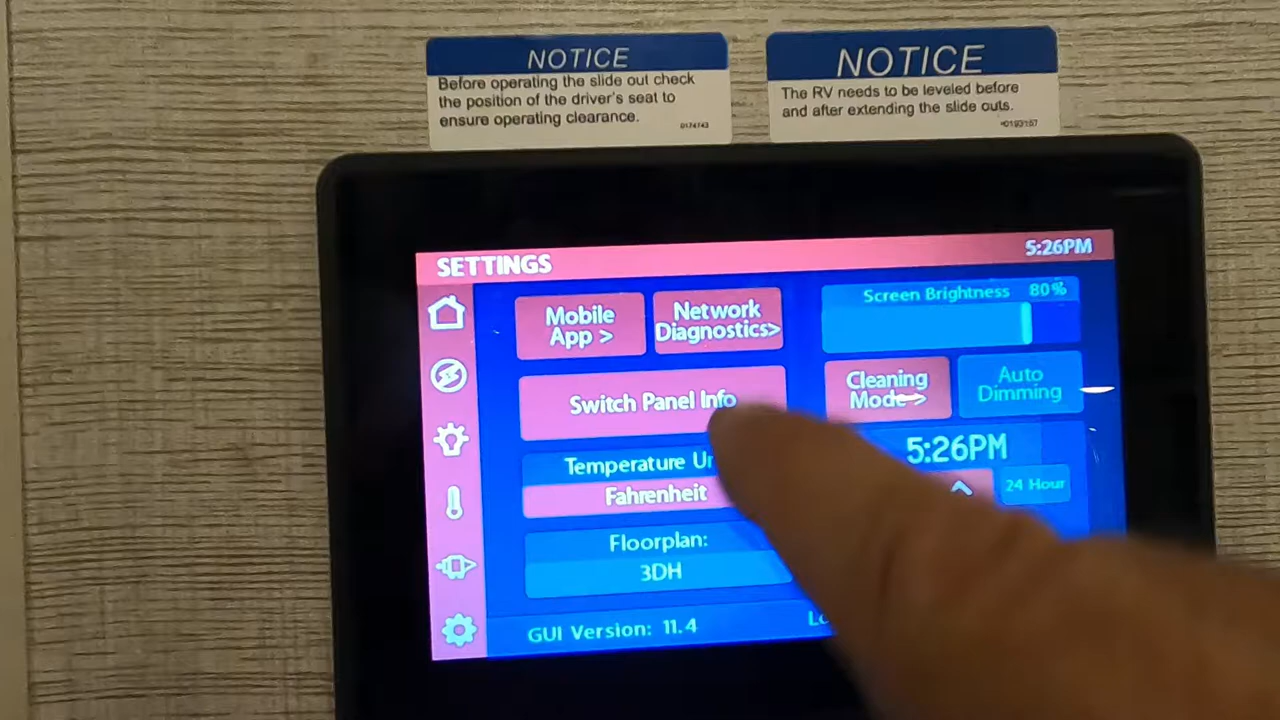 NOTICE
Before operating the slide out check
the position of the driver's seat to
ensure operating clearance.
0174743
NOTICE
The RV needs to be leveled before
and after extending the slide outs.
SETTINGS
5:26PM
Mobile
App >
Network
Diagnostics>
Screen Brightness 80%
Switch Panel Info
Cleaning
Mode >
Auto
Dimming
Temperature
Fahrenheit
5:26PM
24 Hour
Floorplan:
3DH
GUI Version: 11.4